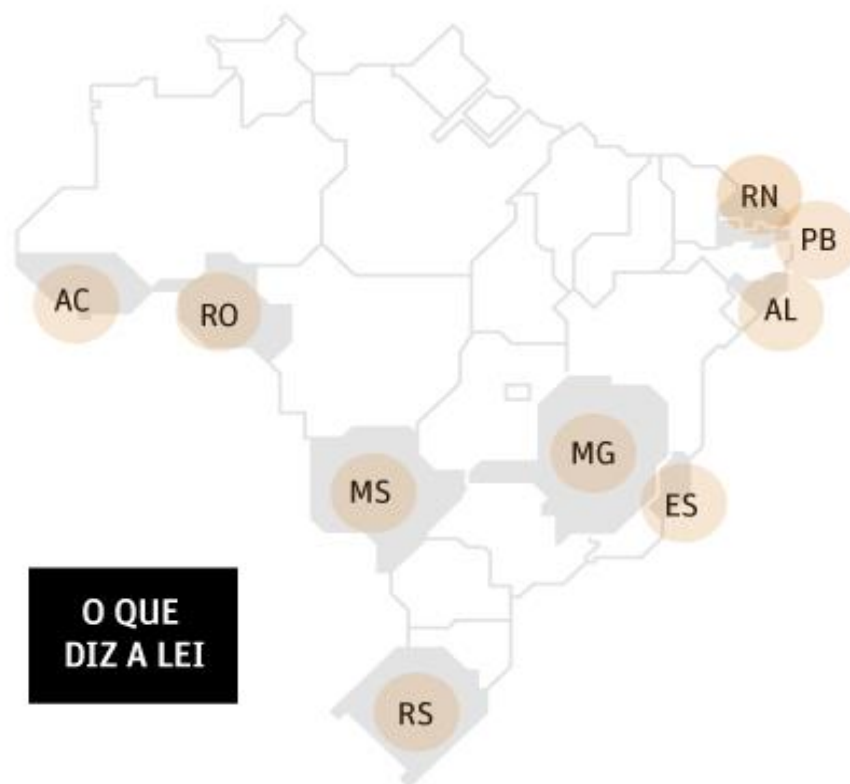 RN
PB
AC
RO
AL
MG
MS
ES
O QUE
DIZ A LEI
RS